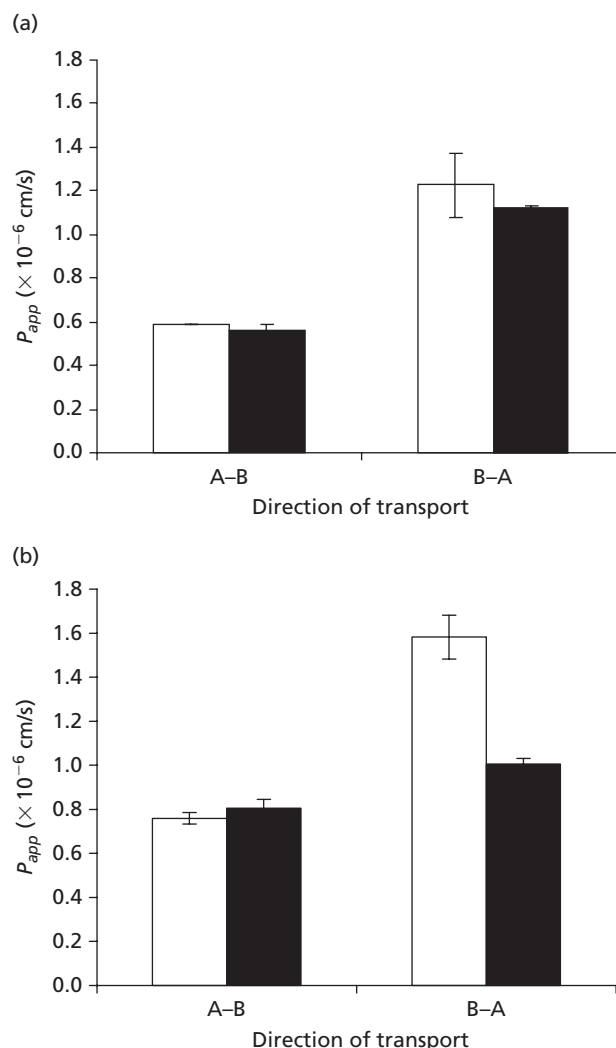 (a)
1.8
1.6
1.4
1.2
1.0
0.8
0.6
0.4
0.2
0.0
P_app (× 10⁻⁶ cm/s)
A–B B–A
Direction of transport
(b)
1.8
1.6
1.4
1.2
1.0
0.8
0.6
0.4
0.2
0.0
P_app (× 10⁻⁶ cm/s)
A–B B–A
Direction of transport